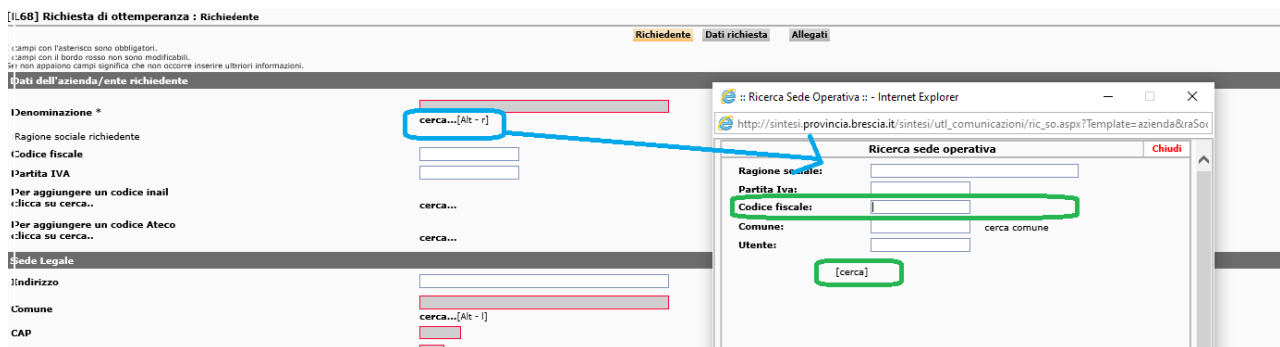 [IL68] Richiesta di ottemperanza : Richiedente
Richiedente Dati richiesta Allegati
I campi con l'asterisco sono obbligatori.
I campi con il bordo rosso non sono modificabili.
Se non appaiono campi significa che non occorre inserire ulteriori informazioni.
Dati dell'azienda/ente richiedente
Denominazione *
cerca...[Alt - r]
Ragione sociale richiedente
Codice fiscale
Partita IVA
Per aggiungere un codice inail
clicca su cerca..
cerca...
Per aggiungere un codice Ateco
clicca su cerca..
cerca...
Sede Legale
Indirizzo
Comune
cerca...[Alt - l]
CAP
:: Ricerca Sede Operativa :: - Internet Explorer
http://sintesi.provincia.brescia.it/sintesi/utl_comunicazioni/ric_so.aspx?Template=azienda&raSoc
Ricerca sede operativa
Chiudi
Ragione sociale:
Partita Iva:
Codice fiscale:
Comune:
cerca comune
Utente:
[cerca]